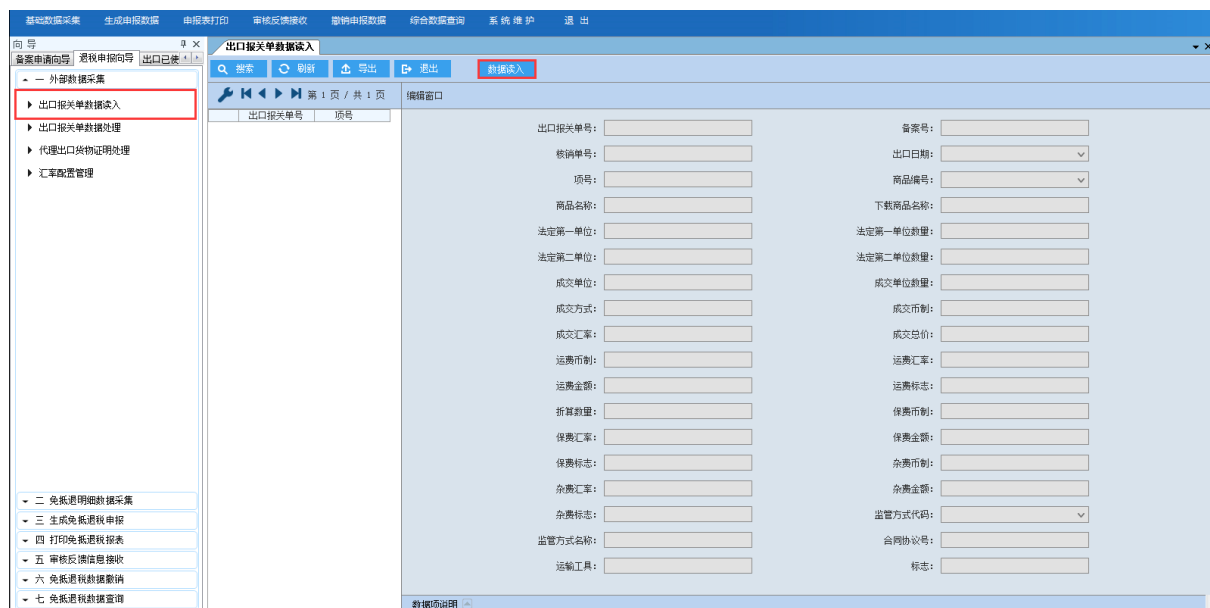 基础数据采集 生成申报数据 申报表打印 审核反馈接收 撤销申报数据 综合数据查询 系统维护 退出
向导
备案申请向导 退税申报向导 出口已使
一 外部数据采集
出口报关单数据读入
出口报关单数据处理
代理出口货物证明处理
汇率配置管理
二 免抵退明细数据采集
三 生成免抵退税申报
四 打印免抵退税报表
五 审核反馈信息接收
六 免抵退税数据撤销
七 免抵退税数据查询
出口报关单数据读入
搜索 刷新 导出 退出 数据读入
第 1 页 / 共 1 页
出口报关单号 项号
编辑窗口
出口报关单号: 备案号:
核销单号: 出口日期:
项号: 商品编号:
商品名称: 下载商品名称:
法定第一单位: 法定第一单位数量:
法定第二单位: 法定第二单位数量:
成交单位: 成交单位数量:
成交方式: 成交币制:
成交汇率: 成交总价:
运费币制: 运费汇率:
运费金额: 运费标志:
折算数量: 保费币制:
保费汇率: 保费金额:
保费标志: 杂费币制:
杂费汇率: 杂费金额:
杂费标志: 监管方式代码:
监管方式名称: 合同协议号:
运输工具: 标志:
数据项说明